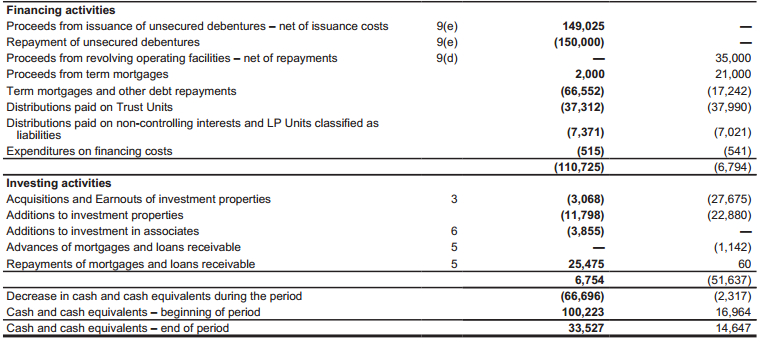 Financing activities
Proceeds from issuance of unsecured debentures – net of issuance costs 9(e) 149,025 —
Repayment of unsecured debentures 9(e) (150,000) —
Proceeds from revolving operating facilities – net of repayments 9(d) — 35,000
Proceeds from term mortgages 2,000 21,000
Term mortgages and other debt repayments (66,552) (17,242)
Distributions paid on Trust Units (37,312) (37,990)
Distributions paid on non-controlling interests and LP Units classified as
liabilities (7,371) (7,021)
Expenditures on financing costs (515) (541)
(110,725) (6,794)
Investing activities
Acquisitions and Earnouts of investment properties 3 (3,068) (27,675)
Additions to investment properties (11,798) (22,880)
Additions to investment in associates 6 (3,855) —
Advances of mortgages and loans receivable 5 — (1,142)
Repayments of mortgages and loans receivable 5 25,475 60
6,754 (51,637)
Decrease in cash and cash equivalents during the period (66,696) (2,317)
Cash and cash equivalents – beginning of period 100,223 16,964
Cash and cash equivalents – end of period 33,527 14,647